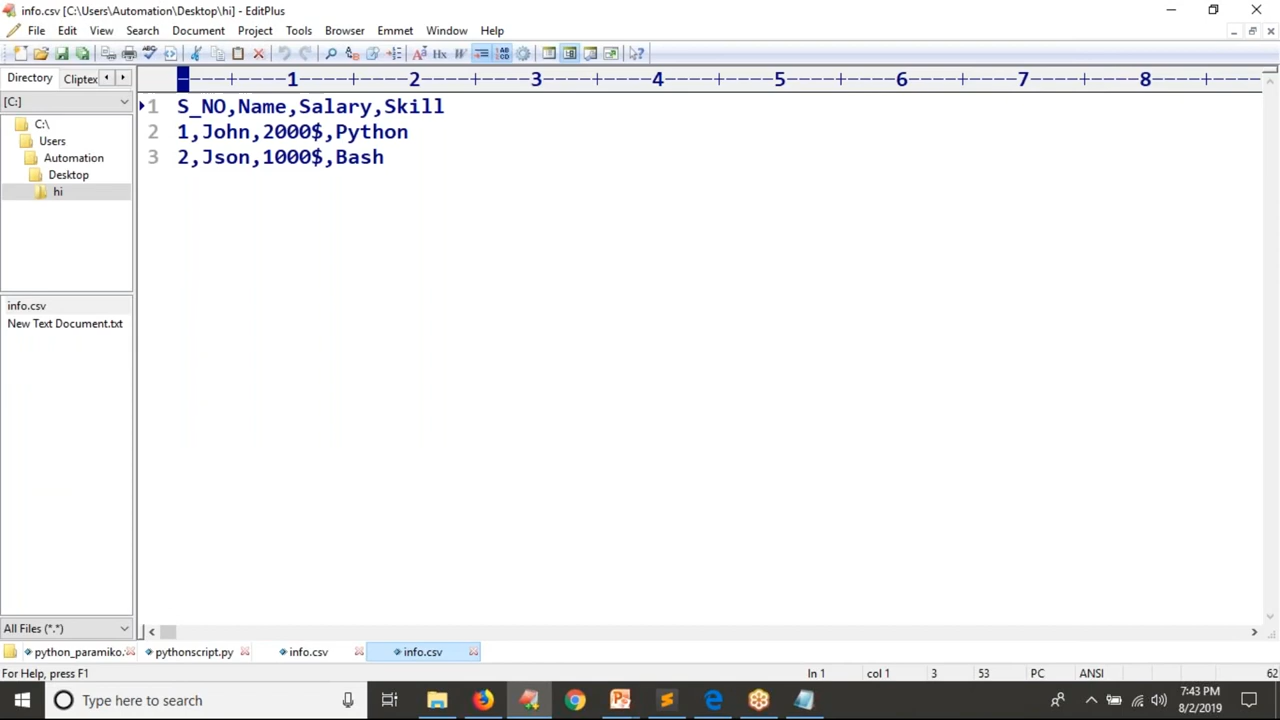 info.csv [C:\Users\Automation\Desktop\hi] - EditPlus
File Edit View Search Document Project Tools Browser Emmet Window Help
Directory Cliptex
----+----1----+----2----+----3----+----4----+----5----+----6----+----7----+----8----+---
[C:]
1 S_NO,Name,Salary,Skill
2 1,John,2000$,Python
3 2,Json,1000$,Bash
C:\
Users
Automation
Desktop
hi
info.csv
New Text Document.txt
All Files (*.*)
python_paramiko. pythonscript.py info.csv info.csv
For Help, press F1 ln 1 col 1 3 53 PC ANSI 62
Type here to search
7:43 PM
8/2/2019